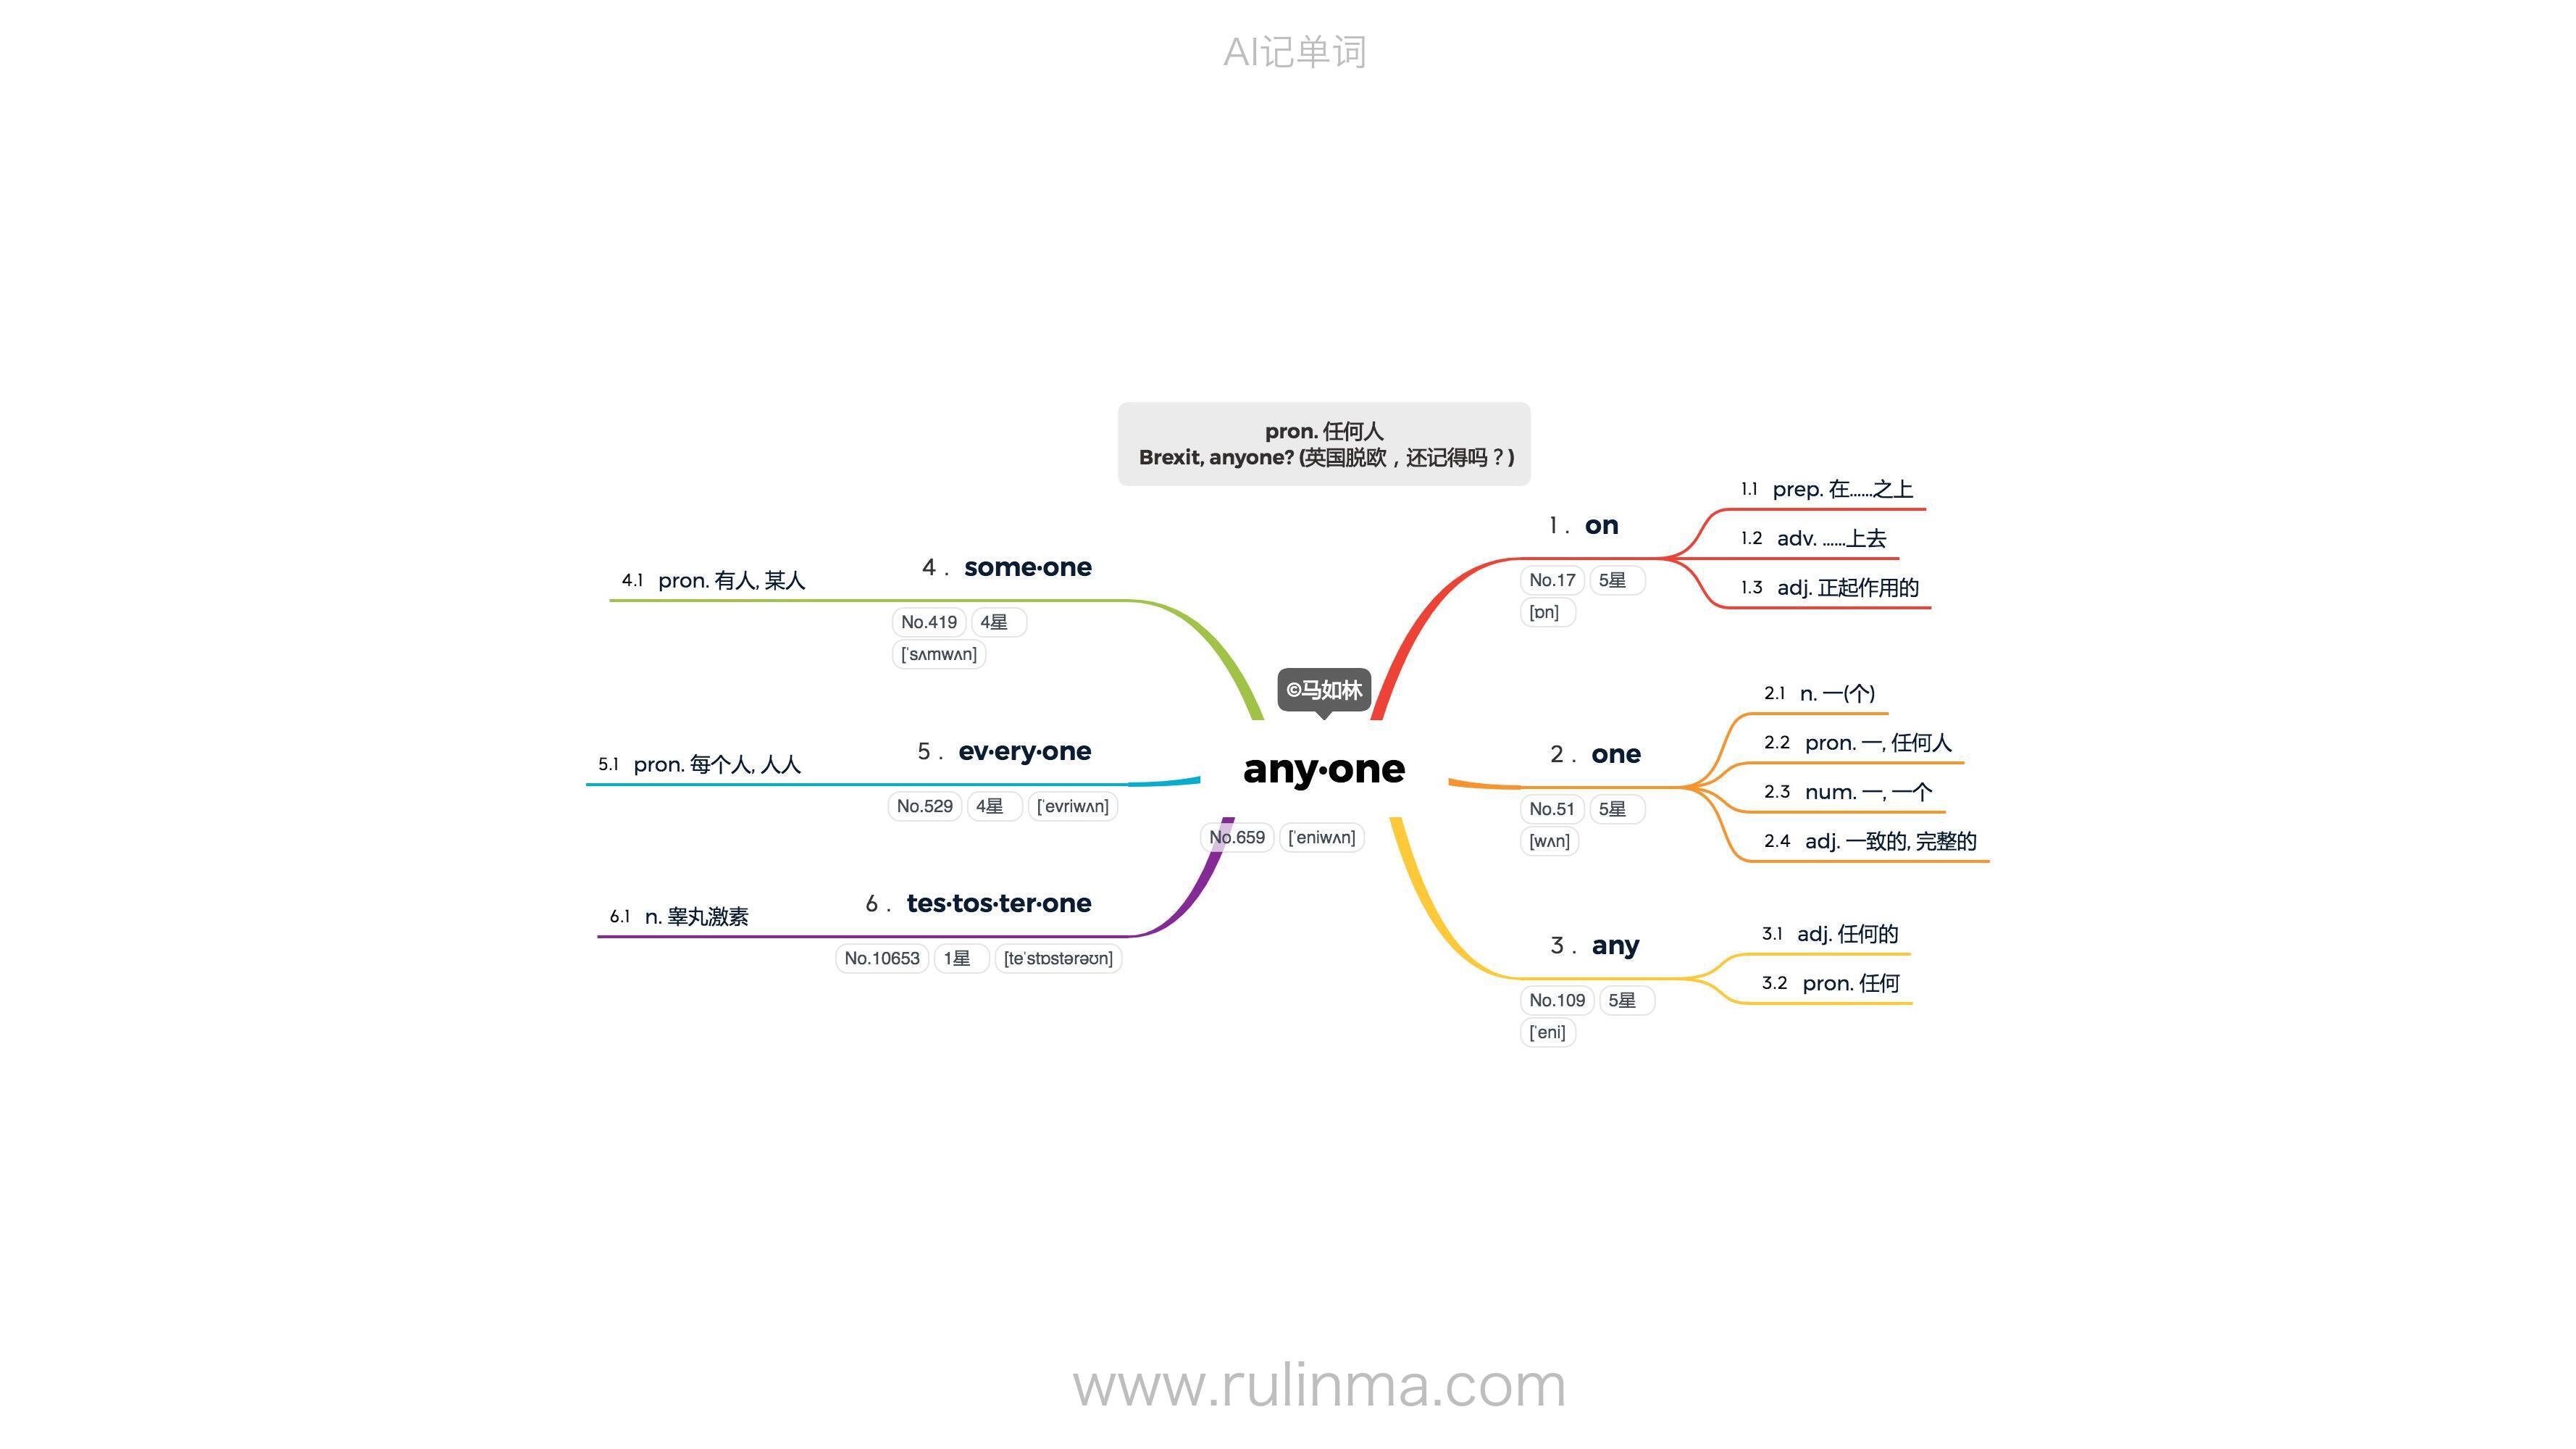 AI记单词
pron. 任何人
Brexit, anyone? (英国脱欧，还记得吗？)
©马如林
any·one
No.659 [ˈeniwʌn]
1. on
No.17 5星
[ɒn]
1.1 prep. 在……之上
1.2 adv. ……上去
1.3 adj. 正起作用的
2. one
No.51 5星
[wʌn]
2.1 n. 一(个)
2.2 pron. 一, 任何人
2.3 num. 一, 一个
2.4 adj. 一致的, 完整的
3. any
No.109 5星
[ˈeni]
3.1 adj. 任何的
3.2 pron. 任何
4. some·one
No.419 4星
[ˈsʌmwʌn]
4.1 pron. 有人, 某人
5. ev·ery·one
No.529 4星 [ˈevriwʌn]
5.1 pron. 每个人, 人人
6. tes·tos·ter·one
No.10653 1星 [teˈstɒstərəʊn]
6.1 n. 睾丸激素
www.rulinma.com